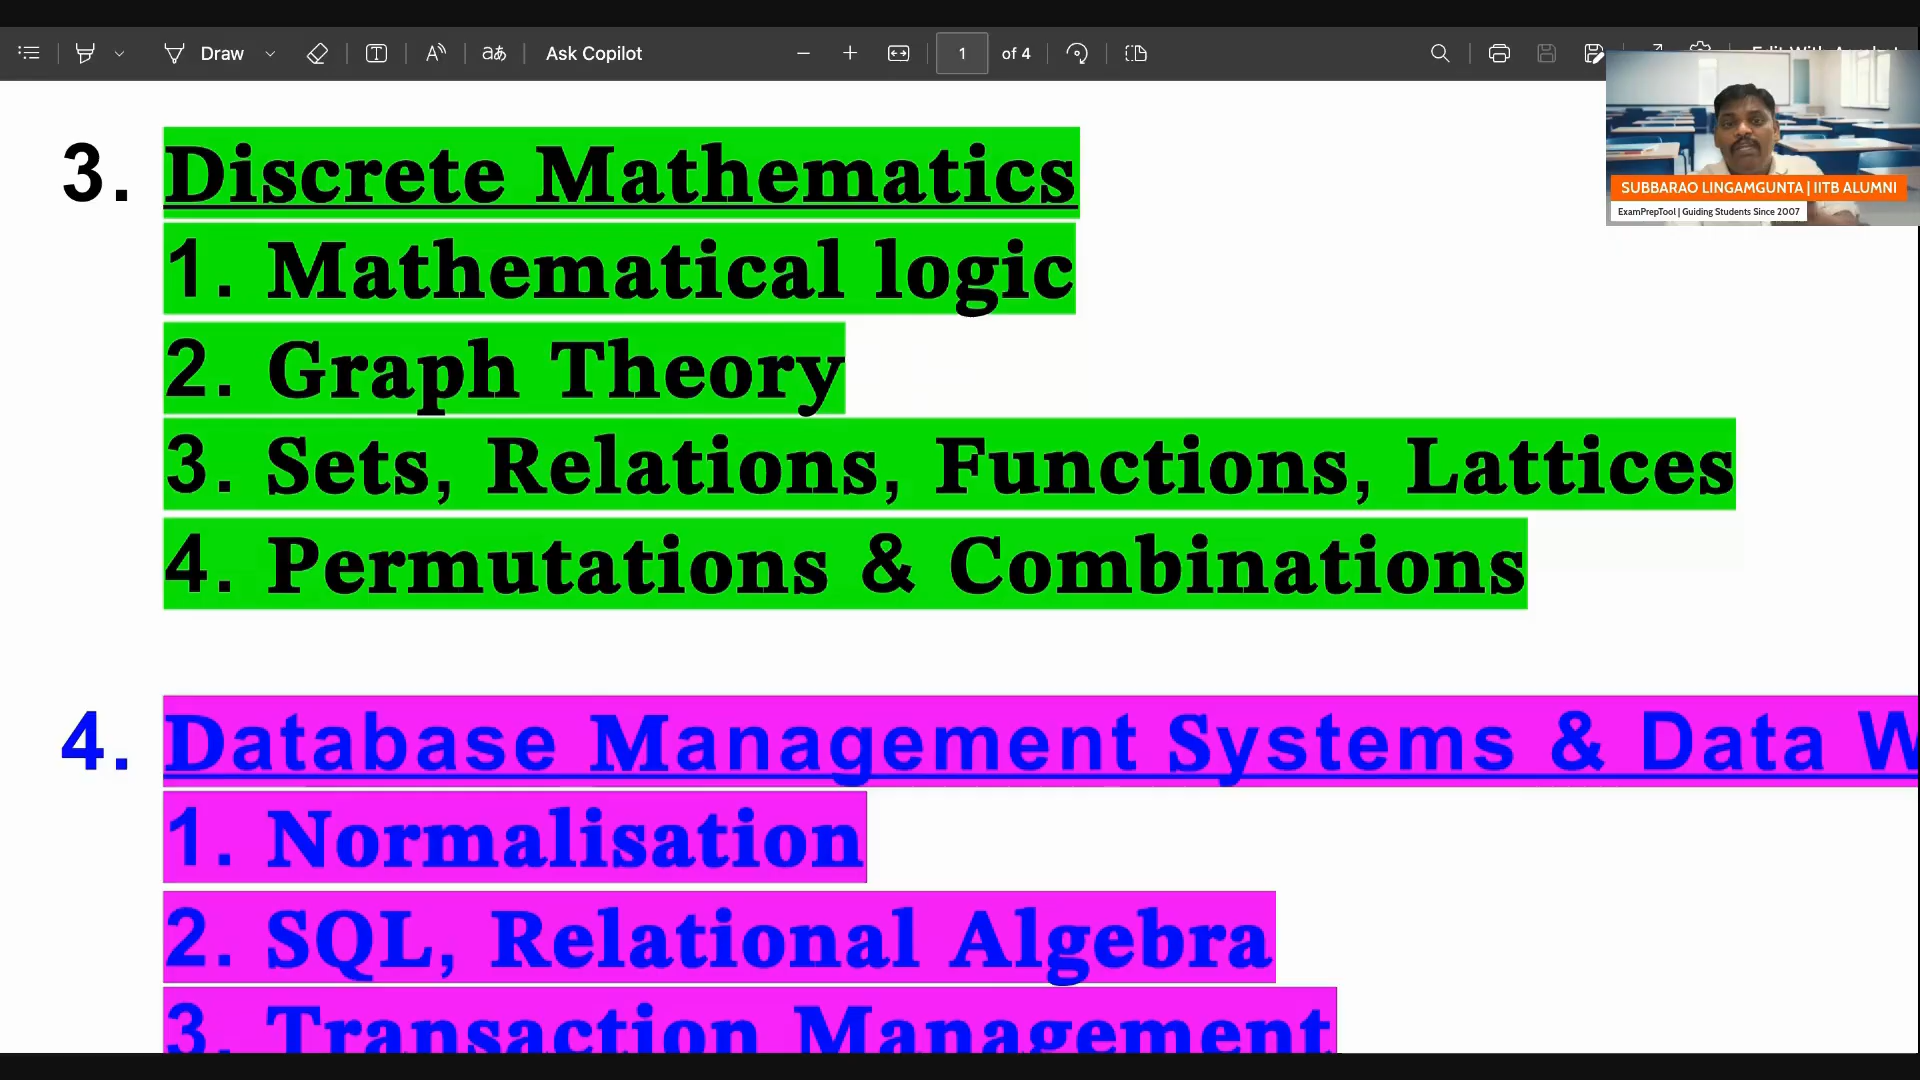 Draw
aあ
Ask Copilot
1 of 4
SUBBARAO LINGAMGUNTA | IITB ALUMNI
ExamPrepTool | Guiding Students Since 2007
3. Discrete Mathematics
1. Mathematical logic
2. Graph Theory
3. Sets, Relations, Functions, Lattices
4. Permutations & Combinations
4. Database Management Systems & Data W
1. Normalisation
2. SQL, Relational Algebra
3. Transaction Management